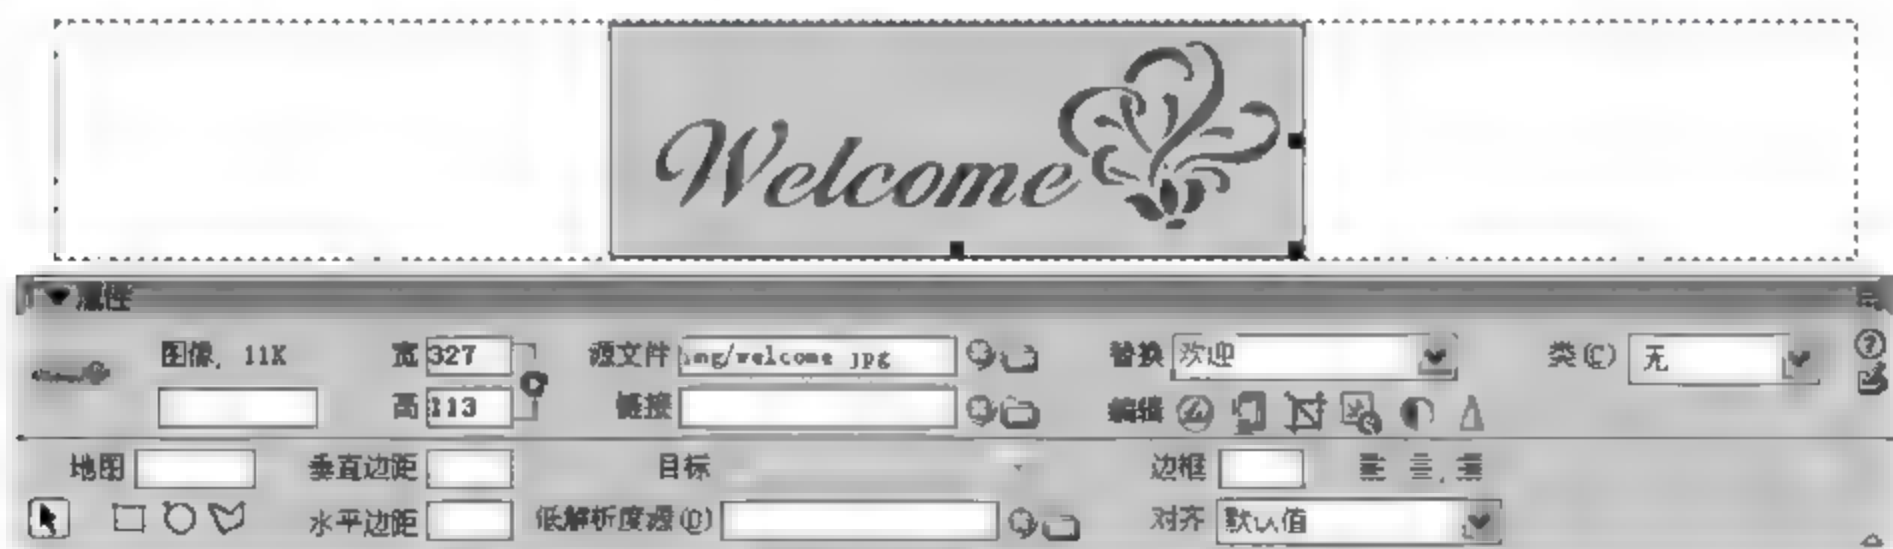 Welcome
属性
图像, 11K 宽 327 源文件 img/welcome jpg 替换 欢迎 类(C) 无
高 113 链接 编辑
地图 垂直边距 目标 边框
水平边距 低解析度源(D) 对齐 默认值